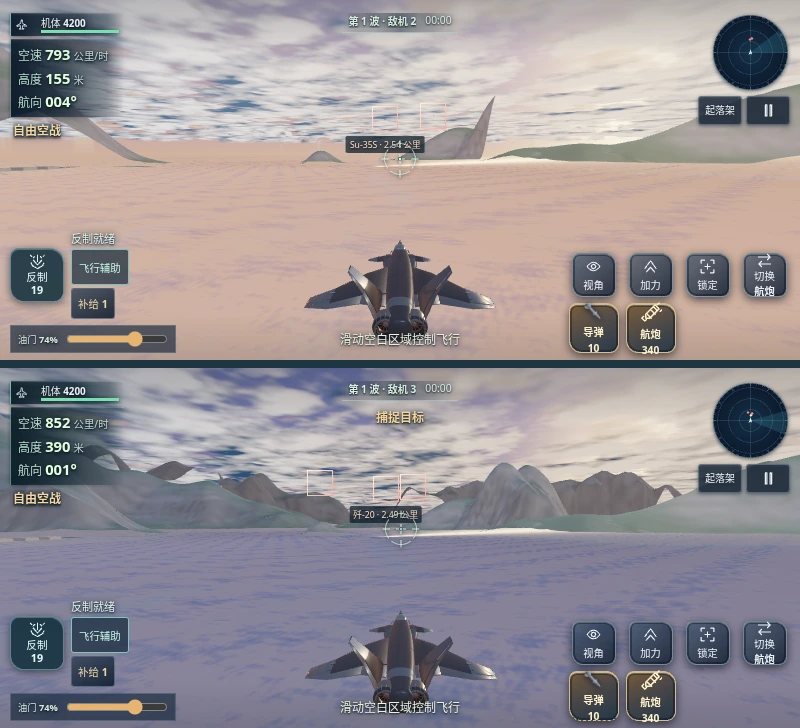 机体 4200
第 1 波 · 敌机 2 00:00
空速 793 公里/时
高度 155 米
航向 004°
自由空战
起落架
Su-35S · 2.54 公里
反制就绪
反制
19
飞行辅助
补给 1
油门 74%
滑动空白区域控制飞行
视角
加力
锁定
切换
航炮
导弹
10
航炮
340
机体 4200
第 1 波 · 敌机 3 00:00
捕捉目标
空速 852 公里/时
高度 390 米
航向 001°
自由空战
起落架
歼-20 · 2.49 公里
反制就绪
反制
19
飞行辅助
补给 1
油门 74%
滑动空白区域控制飞行
视角
加力
锁定
切换
航炮
导弹
10
航炮
340